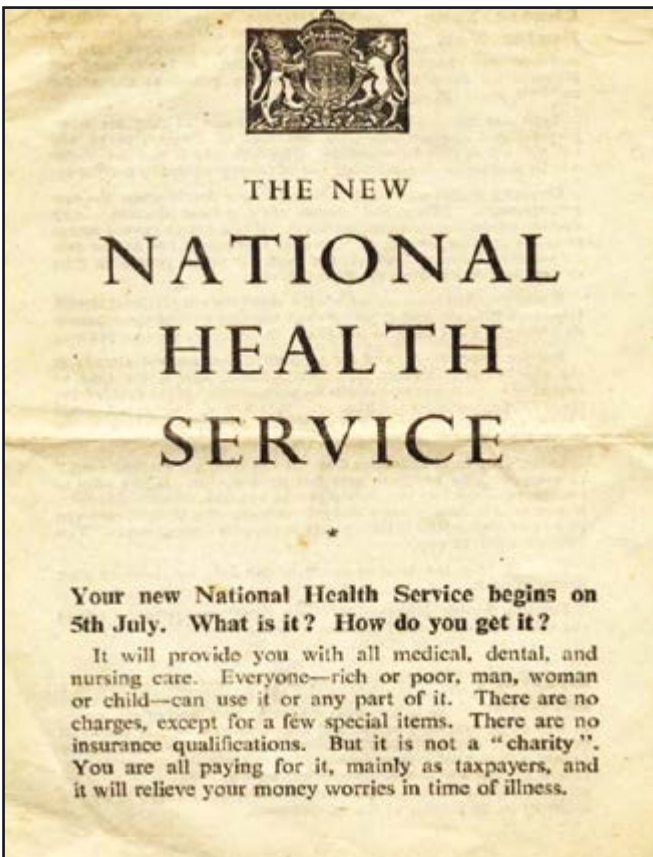 THE NEW
NATIONAL
HEALTH
SERVICE
*
Your new National Health Service begins on
5th July. What is it? How do you get it?
It will provide you with all medical, dental, and
nursing care. Everyone—rich or poor, man, woman
or child—can use it or any part of it. There are no
charges, except for a few special items. There are no
insurance qualifications. But it is not a "charity".
You are all paying for it, mainly as taxpayers, and
it will relieve your money worries in time of illness.